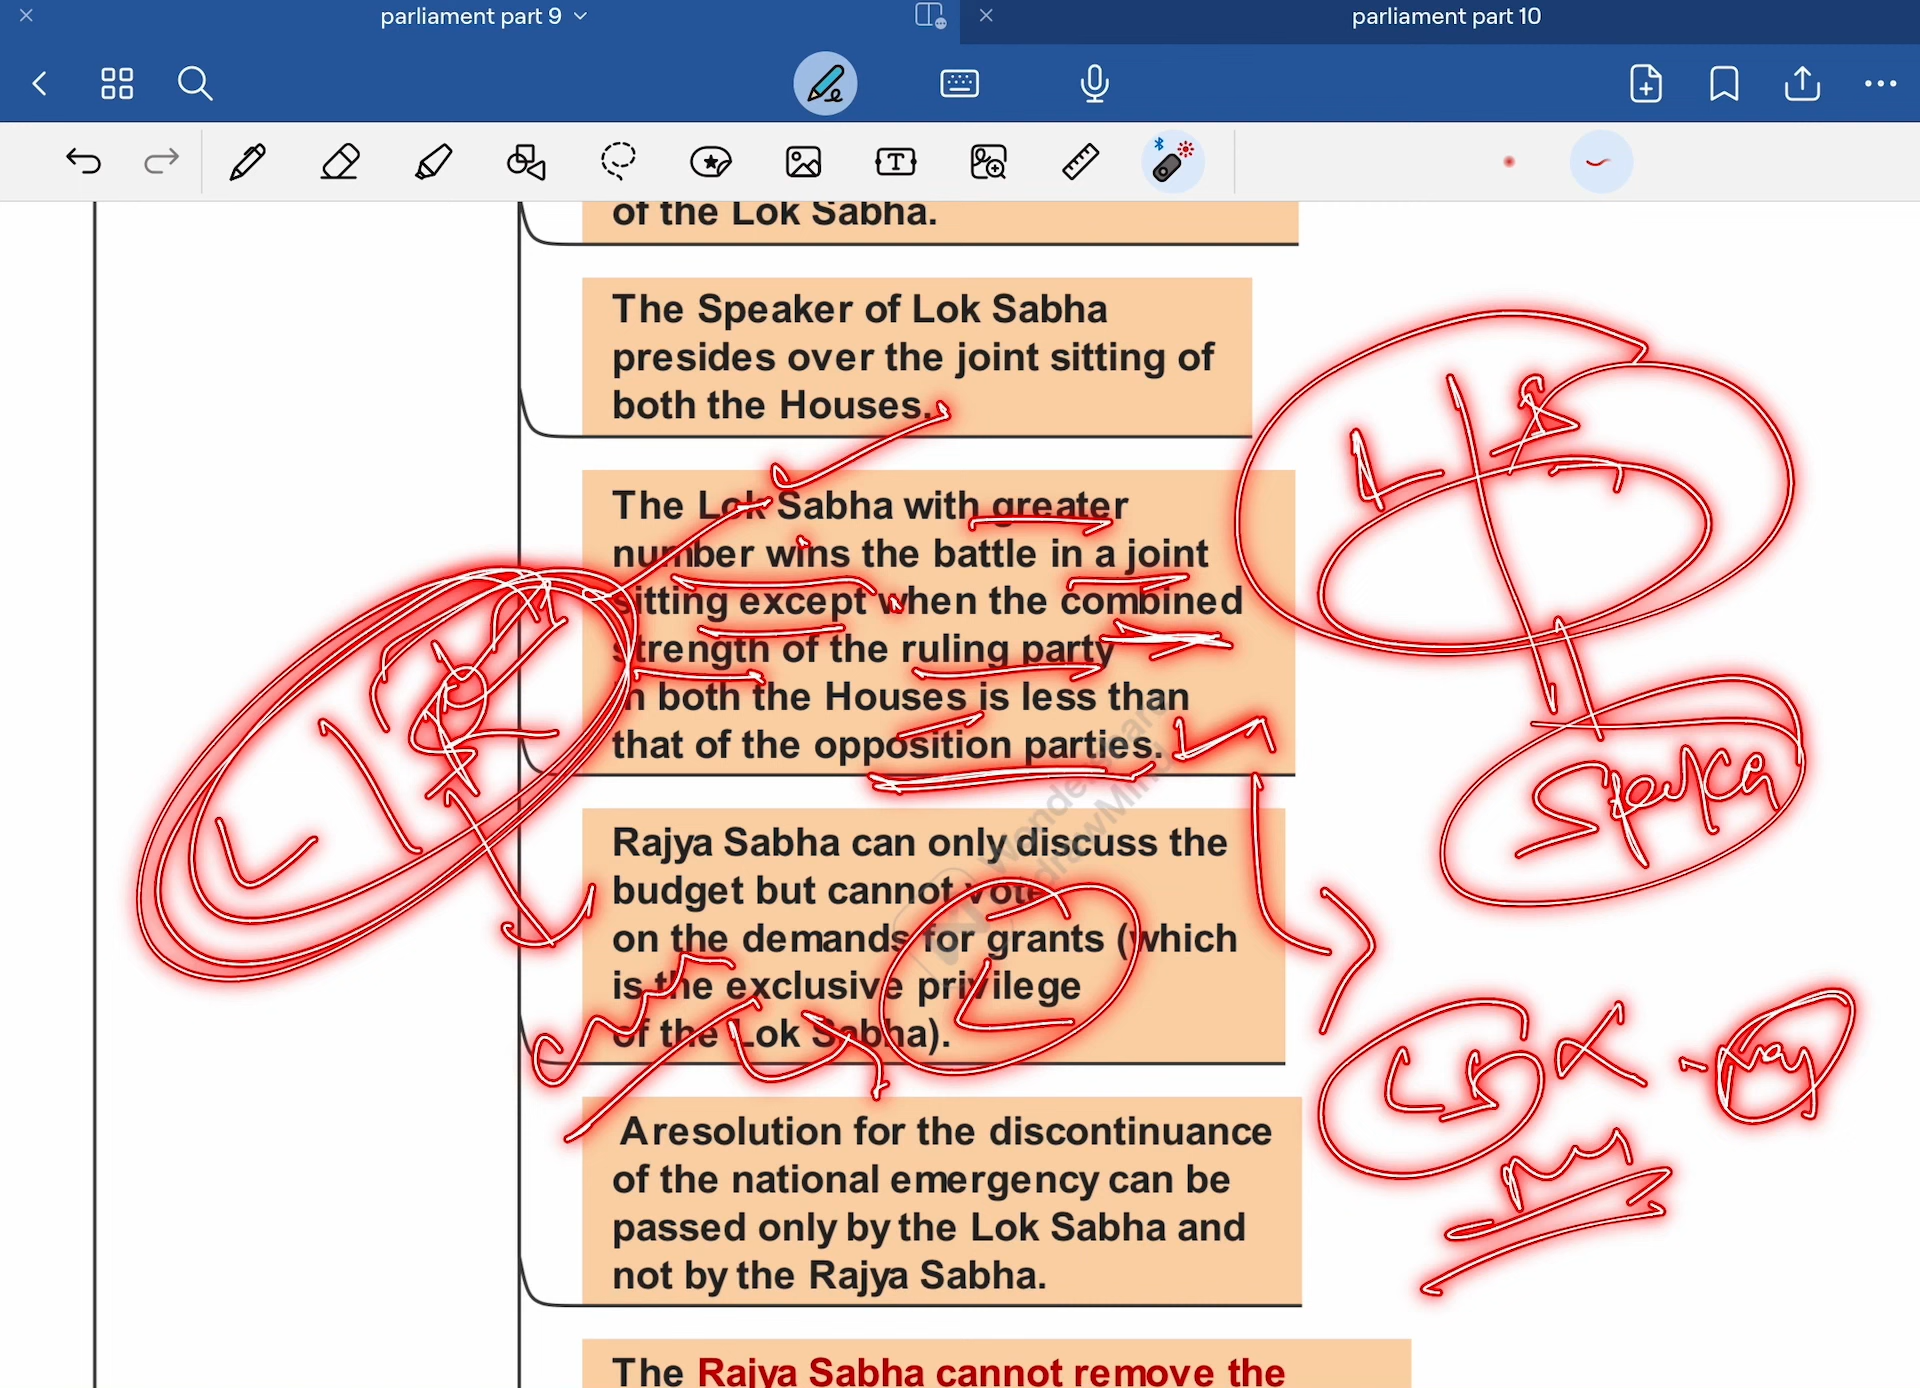 parliament part 9
parliament part 10
of the Lok Sabha.
The Speaker of Lok Sabha
presides over the joint sitting of
both the Houses.
The Lok Sabha with greater
number wins the battle in a joint
sitting except when the combined
strength of the ruling party
in both the Houses is less than
that of the opposition parties.
Rajya Sabha can only discuss the
budget but cannot vote
on the demands for grants (which
is the exclusive privilege
of the Lok Sabha).
A resolution for the discontinuance
of the national emergency can be
passed only by the Lok Sabha and
not by the Rajya Sabha.
The Rajya Sabha cannot remove the
Speaker